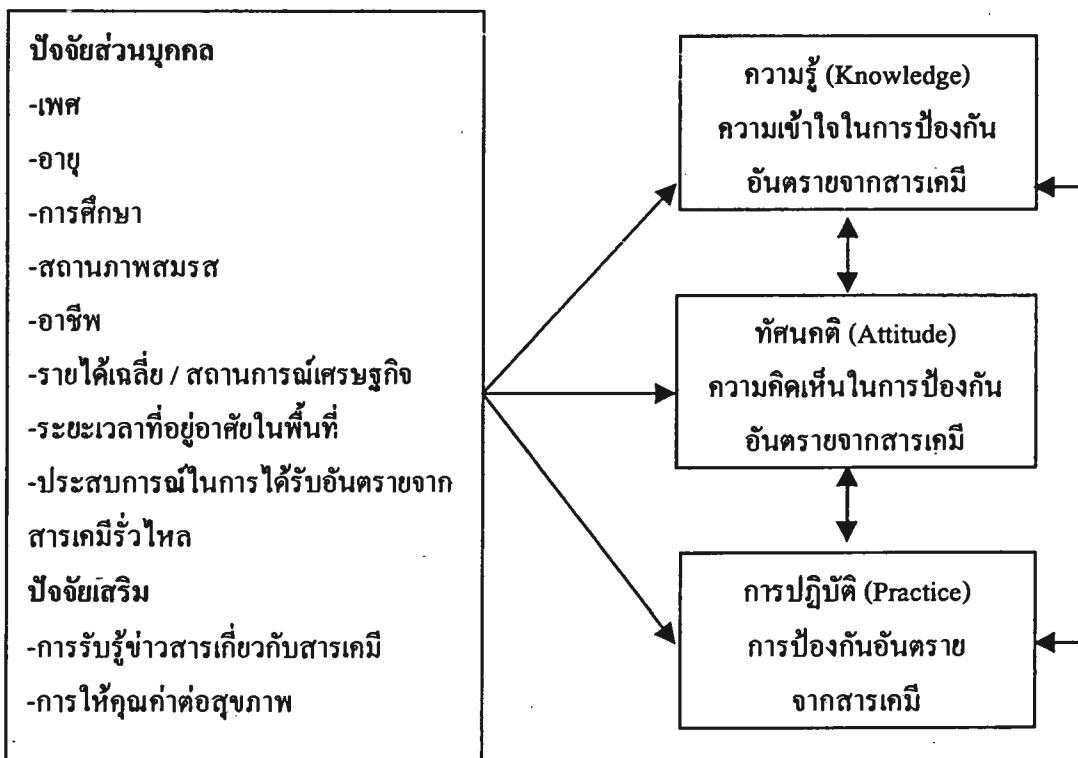 ปัจจัยส่วนบุคคล
-เพศ
-อายุ
-การศึกษา
-สถานภาพสมรส
-อาชีพ
-รายได้เฉลี่ย / สถานการณ์เศรษฐกิจ
-ระยะเวลาที่อยู่อาศัยในพื้นที่
-ประสบการณ์ในการได้รับอันตรายจาก
สารเคมีรั่วไหล
ปัจจัยเสริม
-การรับรู้ข่าวสารเกี่ยวกับสารเคมี
-การให้คุณค่าต่อสุขภาพ
ความรู้ (Knowledge)
ความเข้าใจในการป้องกัน
อันตรายจากสารเคมี
ทัศนคติ (Attitude)
ความคิดเห็นในการป้องกัน
อันตรายจากสารเคมี
การปฏิบัติ (Practice)
การป้องกันอันตราย
จากสารเคมี